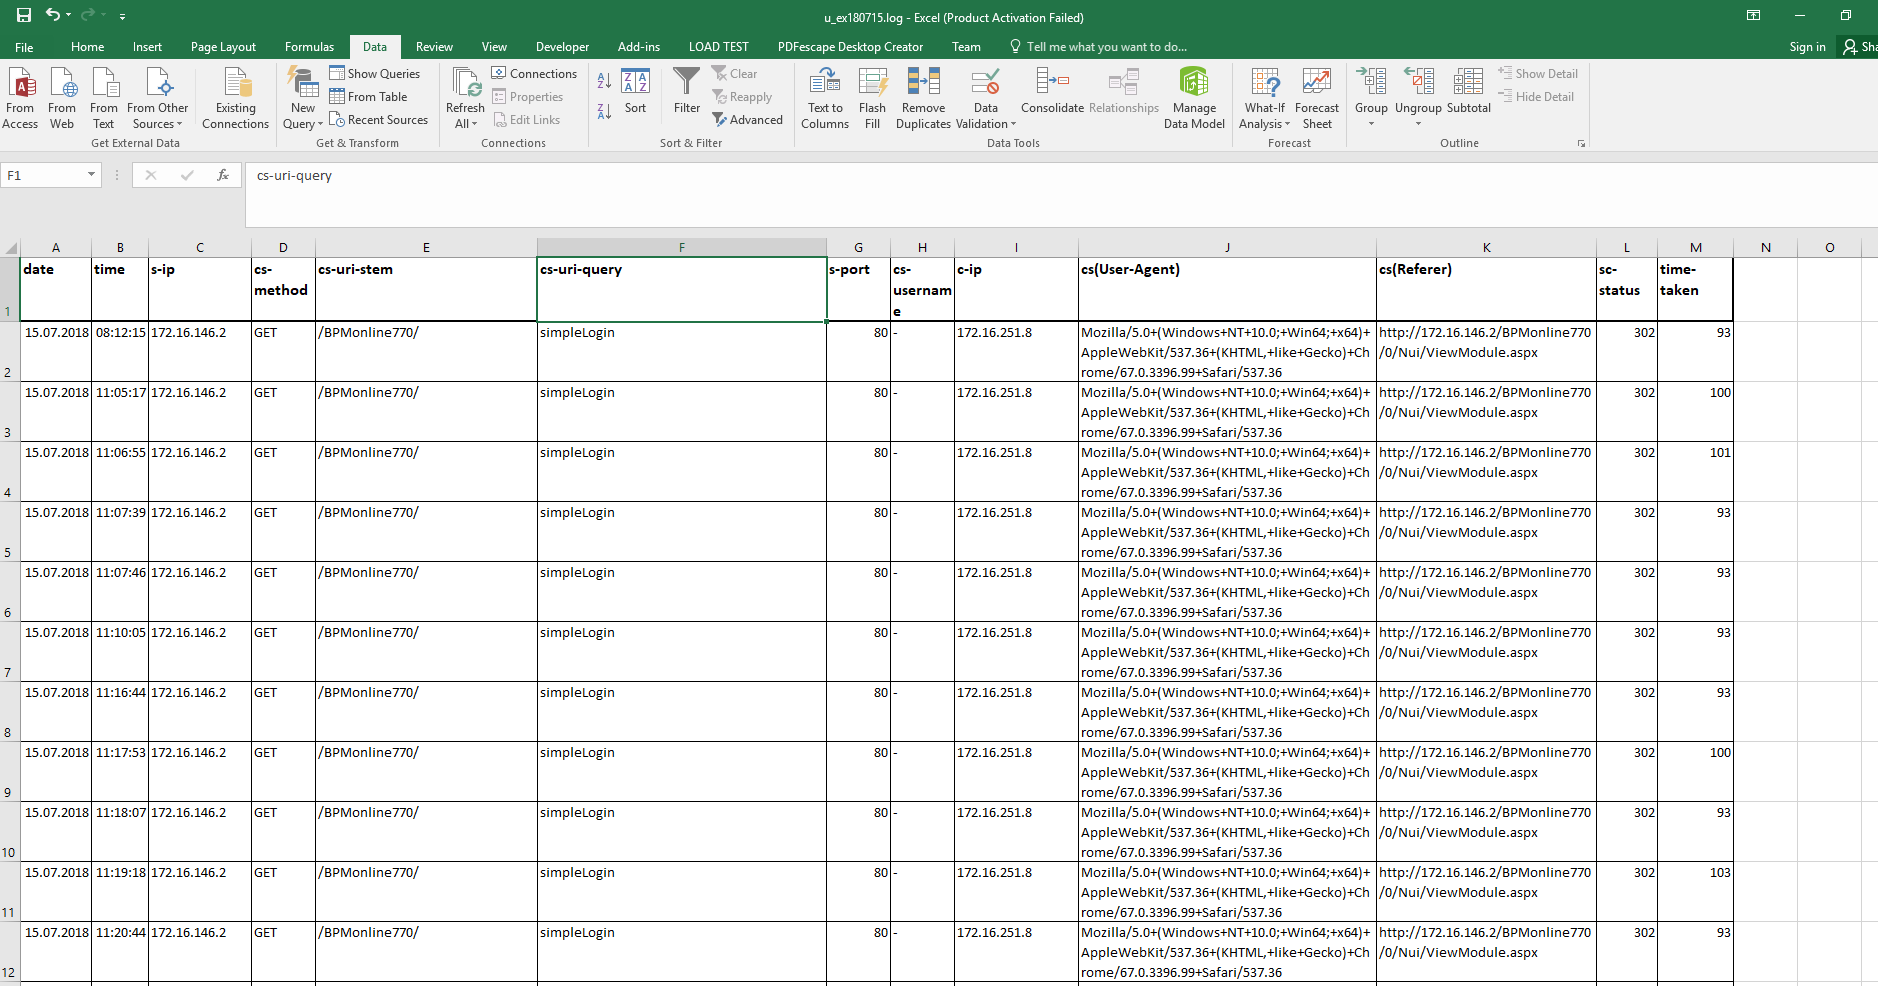 u_ex180715.log - Excel (Product Activation Failed)
File Home Insert Page Layout Formulas Data Review View Developer Add-ins LOAD TEST PDFescape Desktop Creator Team Tell me what you want to do... Sign in Sha
From Access
From Web
From Text
From Other Sources
Existing Connections
Get External Data
New Query
Show Queries
From Table
Recent Sources
Get & Transform
Refresh All
Connections
Properties
Edit Links
Connections
Sort
Filter
Clear
Reapply
Advanced
Sort & Filter
Text to Columns
Flash Fill
Remove Duplicates
Data Validation
Consolidate
Relationships
Manage Data Model
Data Tools
What-If Analysis
Forecast Sheet
Forecast
Group
Ungroup
Subtotal
Show Detail
Hide Detail
Outline
F1 fx cs-uri-query
A B C D E F G H I J K L M N O
1 date time s-ip cs-method cs-uri-stem cs-uri-query s-port cs-username c-ip cs(User-Agent) cs(Referer) sc-status time-taken
2 15.07.2018 08:12:15 172.16.146.2 GET /BPMonline770/ simpleLogin 80 - 172.16.251.8 Mozilla/5.0+(Windows+NT+10.0;+Win64;+x64)+AppleWebKit/537.36+(KHTML,+like+Gecko)+Chrome/67.0.3396.99+Safari/537.36 http://172.16.146.2/BPMonline770/0/Nui/ViewModule.aspx 302 93
3 15.07.2018 11:05:17 172.16.146.2 GET /BPMonline770/ simpleLogin 80 - 172.16.251.8 Mozilla/5.0+(Windows+NT+10.0;+Win64;+x64)+AppleWebKit/537.36+(KHTML,+like+Gecko)+Chrome/67.0.3396.99+Safari/537.36 http://172.16.146.2/BPMonline770/0/Nui/ViewModule.aspx 302 100
4 15.07.2018 11:06:55 172.16.146.2 GET /BPMonline770/ simpleLogin 80 - 172.16.251.8 Mozilla/5.0+(Windows+NT+10.0;+Win64;+x64)+AppleWebKit/537.36+(KHTML,+like+Gecko)+Chrome/67.0.3396.99+Safari/537.36 http://172.16.146.2/BPMonline770/0/Nui/ViewModule.aspx 302 101
5 15.07.2018 11:07:39 172.16.146.2 GET /BPMonline770/ simpleLogin 80 - 172.16.251.8 Mozilla/5.0+(Windows+NT+10.0;+Win64;+x64)+AppleWebKit/537.36+(KHTML,+like+Gecko)+Chrome/67.0.3396.99+Safari/537.36 http://172.16.146.2/BPMonline770/0/Nui/ViewModule.aspx 302 93
6 15.07.2018 11:07:46 172.16.146.2 GET /BPMonline770/ simpleLogin 80 - 172.16.251.8 Mozilla/5.0+(Windows+NT+10.0;+Win64;+x64)+AppleWebKit/537.36+(KHTML,+like+Gecko)+Chrome/67.0.3396.99+Safari/537.36 http://172.16.146.2/BPMonline770/0/Nui/ViewModule.aspx 302 93
7 15.07.2018 11:10:05 172.16.146.2 GET /BPMonline770/ simpleLogin 80 - 172.16.251.8 Mozilla/5.0+(Windows+NT+10.0;+Win64;+x64)+AppleWebKit/537.36+(KHTML,+like+Gecko)+Chrome/67.0.3396.99+Safari/537.36 http://172.16.146.2/BPMonline770/0/Nui/ViewModule.aspx 302 93
8 15.07.2018 11:16:44 172.16.146.2 GET /BPMonline770/ simpleLogin 80 - 172.16.251.8 Mozilla/5.0+(Windows+NT+10.0;+Win64;+x64)+AppleWebKit/537.36+(KHTML,+like+Gecko)+Chrome/67.0.3396.99+Safari/537.36 http://172.16.146.2/BPMonline770/0/Nui/ViewModule.aspx 302 93
9 15.07.2018 11:17:53 172.16.146.2 GET /BPMonline770/ simpleLogin 80 - 172.16.251.8 Mozilla/5.0+(Windows+NT+10.0;+Win64;+x64)+AppleWebKit/537.36+(KHTML,+like+Gecko)+Chrome/67.0.3396.99+Safari/537.36 http://172.16.146.2/BPMonline770/0/Nui/ViewModule.aspx 302 100
10 15.07.2018 11:18:07 172.16.146.2 GET /BPMonline770/ simpleLogin 80 - 172.16.251.8 Mozilla/5.0+(Windows+NT+10.0;+Win64;+x64)+AppleWebKit/537.36+(KHTML,+like+Gecko)+Chrome/67.0.3396.99+Safari/537.36 http://172.16.146.2/BPMonline770/0/Nui/ViewModule.aspx 302 93
11 15.07.2018 11:19:18 172.16.146.2 GET /BPMonline770/ simpleLogin 80 - 172.16.251.8 Mozilla/5.0+(Windows+NT+10.0;+Win64;+x64)+AppleWebKit/537.36+(KHTML,+like+Gecko)+Chrome/67.0.3396.99+Safari/537.36 http://172.16.146.2/BPMonline770/0/Nui/ViewModule.aspx 302 103
12 15.07.2018 11:20:44 172.16.146.2 GET /BPMonline770/ simpleLogin 80 - 172.16.251.8 Mozilla/5.0+(Windows+NT+10.0;+Win64;+x64)+AppleWebKit/537.36+(KHTML,+like+Gecko)+Chrome/67.0.3396.99+Safari/537.36 http://172.16.146.2/BPMonline770/0/Nui/ViewModule.aspx 302 93